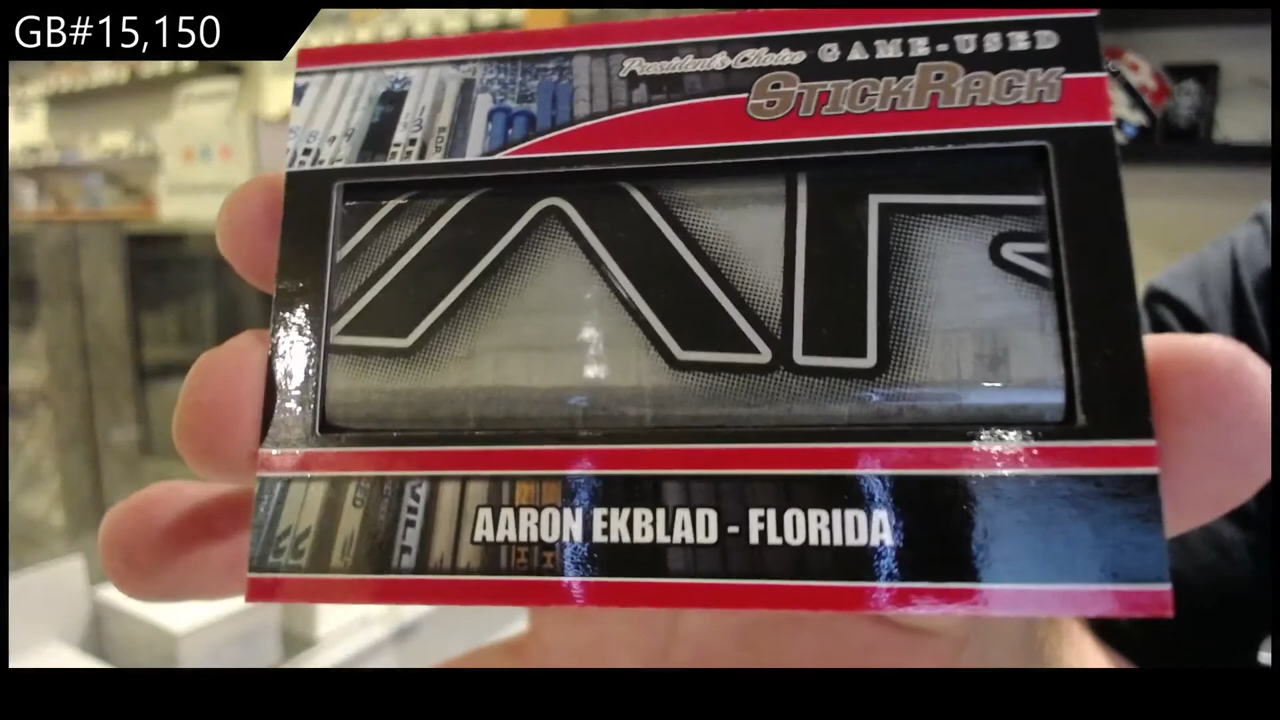 GB#15,150
President's Choice GAME-USED
STICKRACK
AARON EKBLAD - FLORIDA